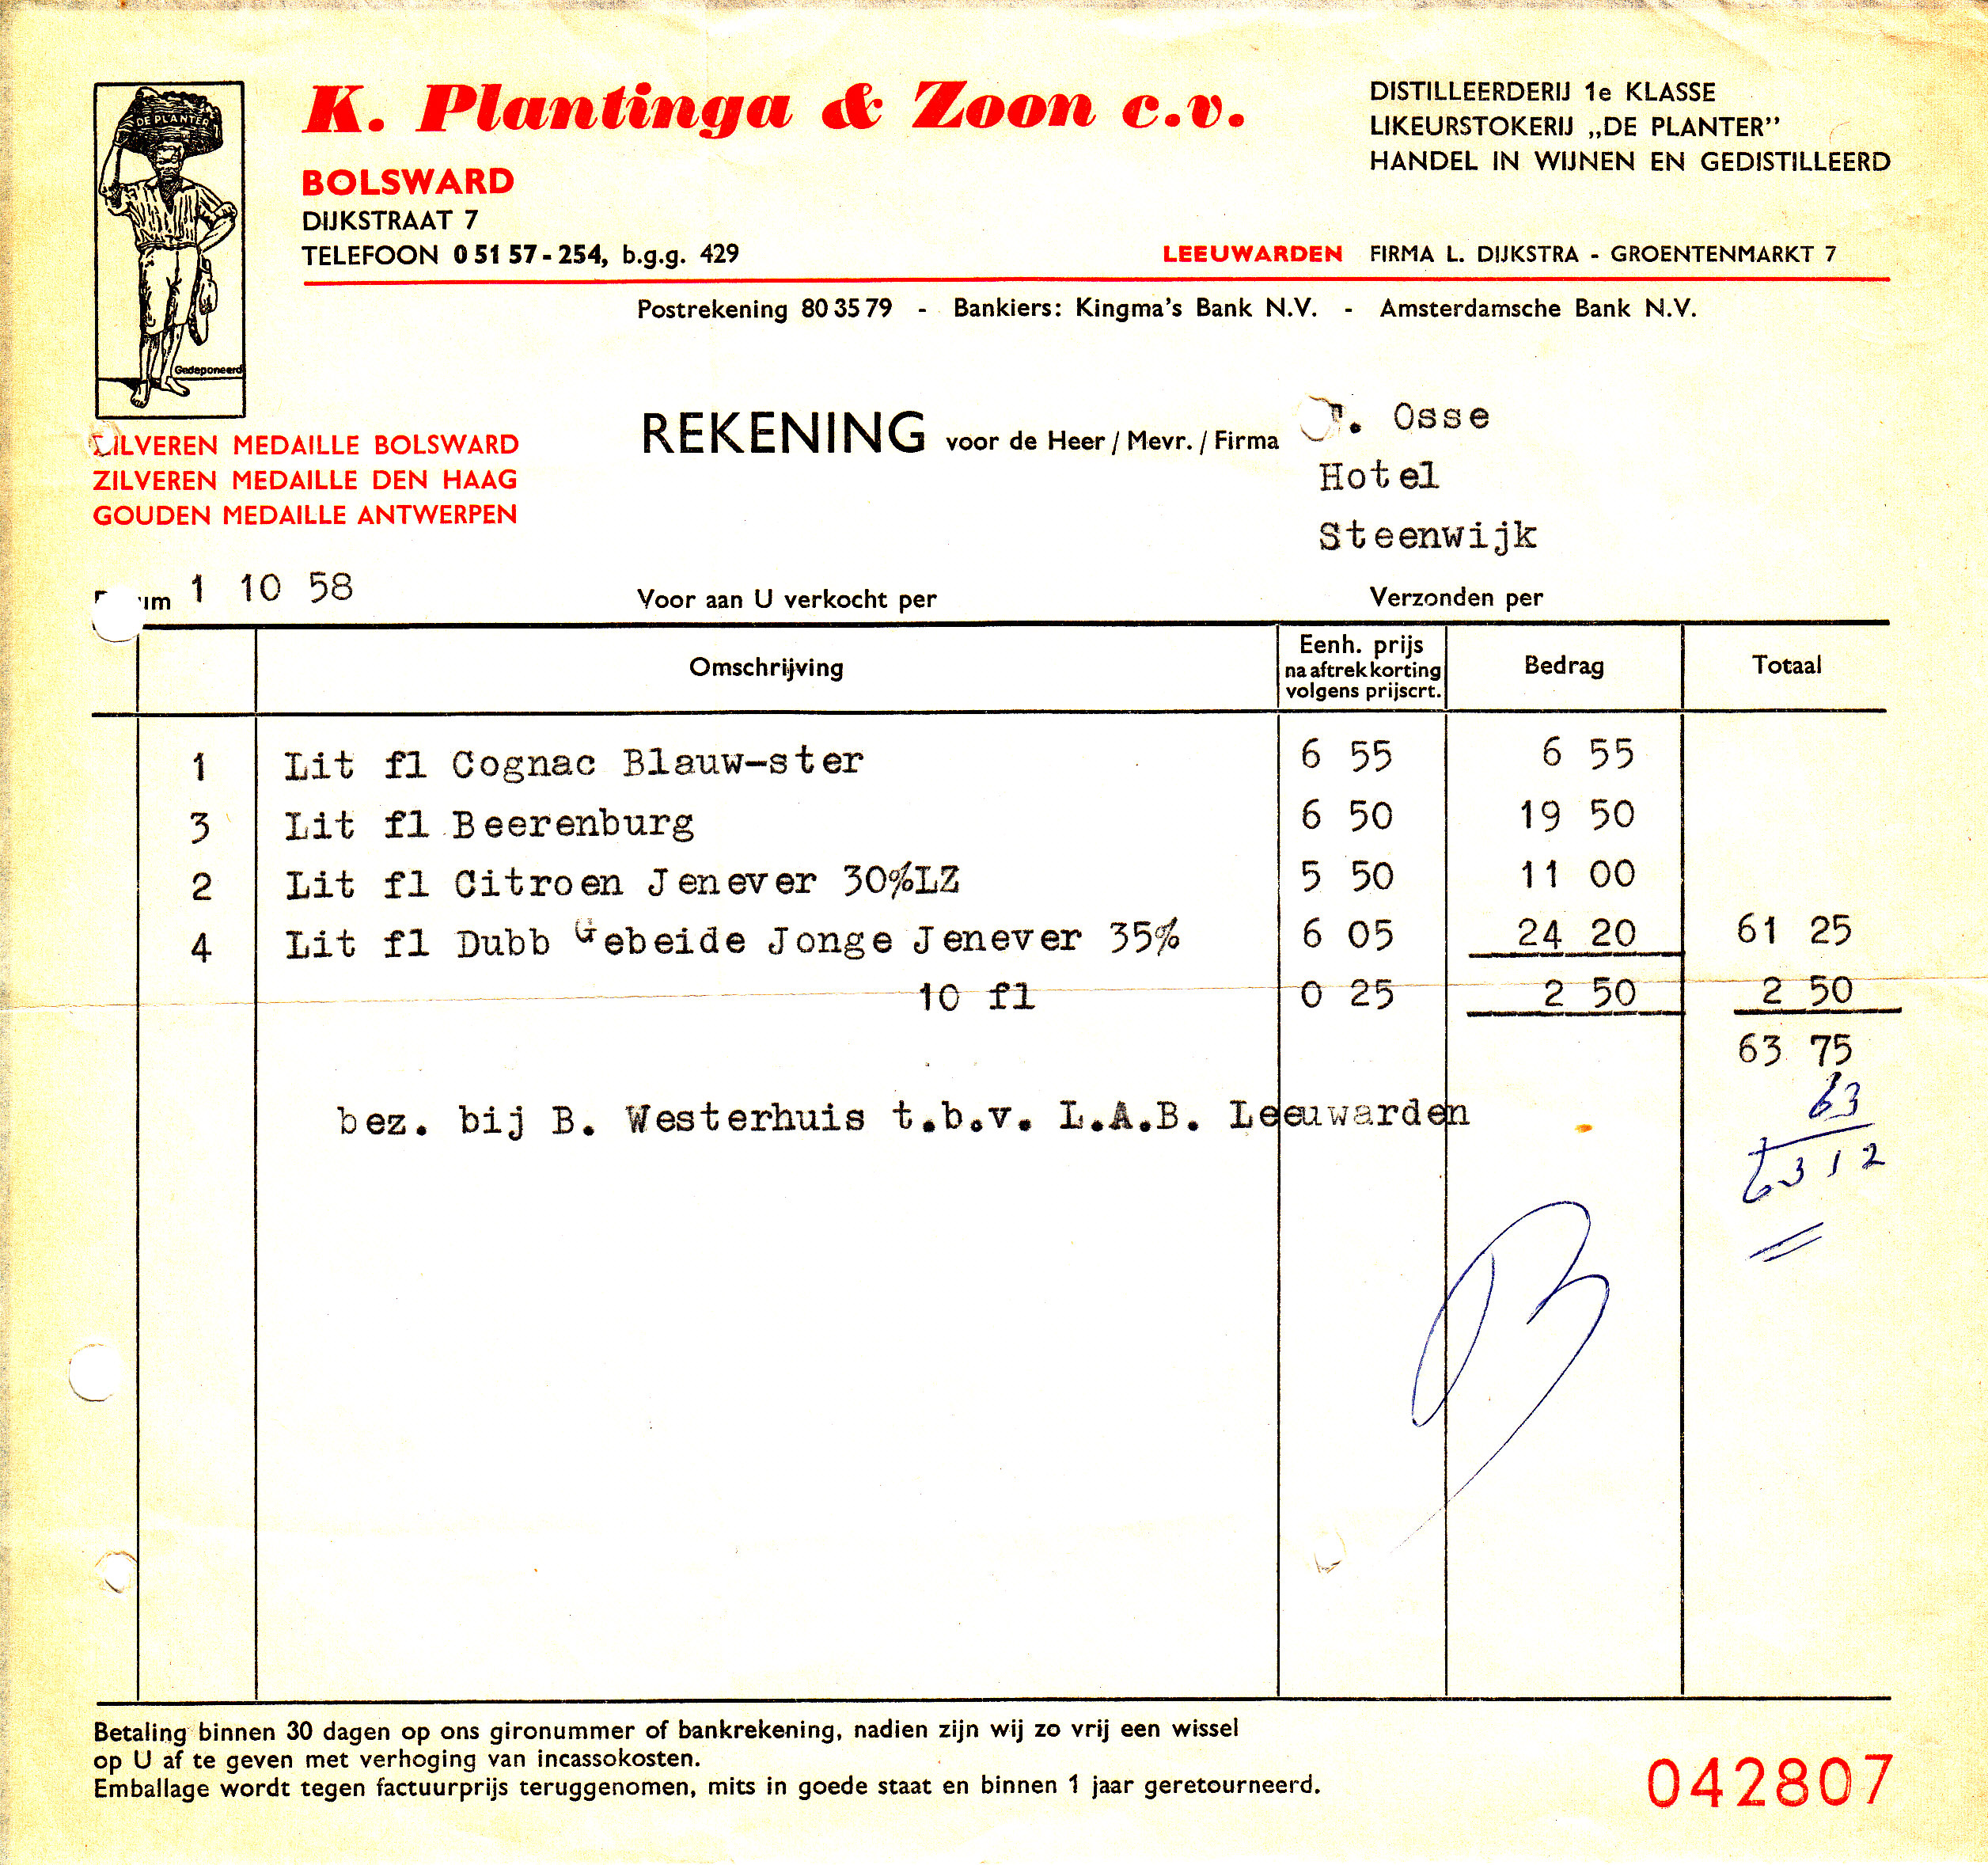 DE PLANTER
Gedeponeerd
K. Plantinga & Zoon c.v.
BOLSWARD
DIJKSTRAAT 7
TELEFOON 0 51 57 - 254, b.g.g. 429
DISTILLEERDERIJ 1e KLASSE
LIKEURSTOKERIJ „DE PLANTER”
HANDEL IN WIJNEN EN GEDISTILLEERD
LEEUWARDEN FIRMA L. DIJKSTRA - GROENTENMARKT 7
Postrekening 80 35 79 - Bankiers: Kingma's Bank N.V. - Amsterdamsche Bank N.V.
ZILVEREN MEDAILLE BOLSWARD
ZILVEREN MEDAILLE DEN HAAG
GOUDEN MEDAILLE ANTWERPEN
REKENING voor de Heer / Mevr. / Firma
Osse
Hotel
Steenwijk
1 10 58
Voor aan U verkocht per
Verzonden per
Omschrijving
Eenh. prijs
na aftrek korting
volgens prijscrt.
Bedrag
Totaal
1 Lit fl Cognac Blauw-ster 6 55 6 55
3 Lit fl Beerenburg 6 50 19 50
2 Lit fl Citroen Jenever 30%LZ 5 50 11 00
4 Lit fl Dubb Gebeide Jonge Jenever 35% 6 05 24 20 61 25
10 fl 0 25 2 50 2 50
63 75
63
bez. bij B. Westerhuis t.b.v. L.A.B. Leeuwarden
63 12
Betaling binnen 30 dagen op ons gironummer of bankrekening, nadien zijn wij zo vrij een wissel
op U af te geven met verhoging van incassokosten.
Emballage wordt tegen factuurprijs teruggenomen, mits in goede staat en binnen 1 jaar geretourneerd.
042807